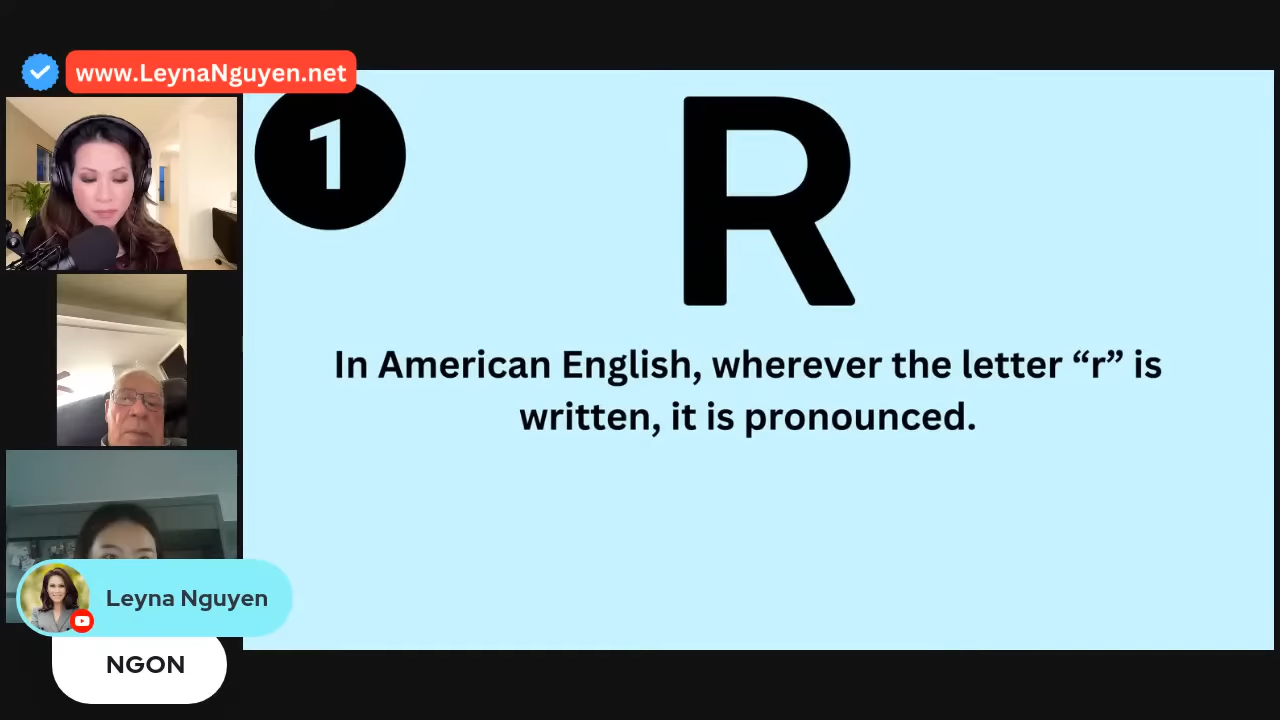 www.LeynaNguyen.net
1
R
In American English, wherever the letter “r” is
written, it is pronounced.
Leyna Nguyen
NGON